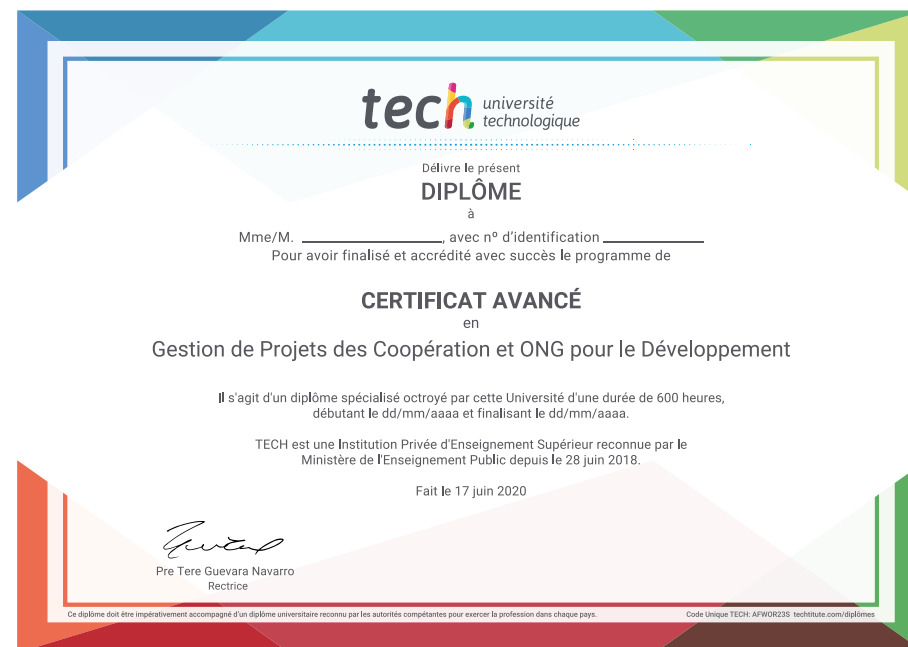 tech université
technologique
Délivre le présent
DIPLÔME
à
Mme/M. ____________, avec nº d'identification ____________
Pour avoir finalisé et accrédité avec succès le programme de
CERTIFICAT AVANCÉ
en
Gestion de Projets des Coopération et ONG pour le Développement
Il s'agit d'un diplôme spécialisé octroyé par cette Université d'une durée de 600 heures,
débutant le dd/mm/aaaa et finalisant le dd/mm/aaaa.
TECH est une Institution Privée d'Enseignement Supérieur reconnue par le
Ministère de l'Enseignement Public depuis le 28 juin 2018.
Fait le 17 juin 2020
Pre Tere Guevara Navarro
Rectrice
Ce diplôme doit être impérativement accompagné d'un diplôme universitaire reconnu par les autorités compétentes pour exercer la profession dans chaque pays.
Code Unique TECH: AFWOR23S techtitute.com/diplômes